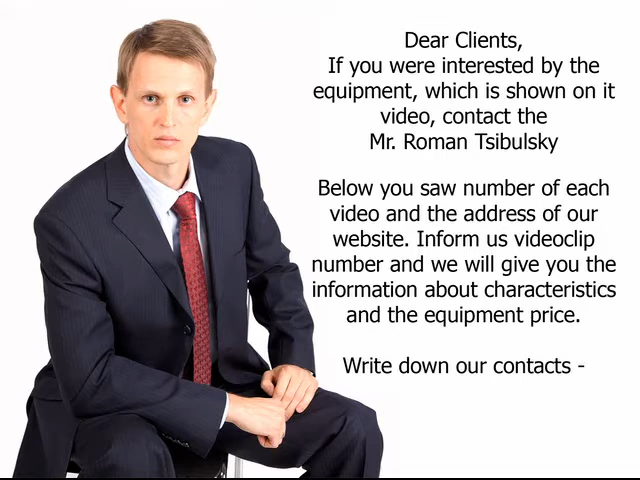 Dear Clients,
If you were interested by the
equipment, which is shown on it
video, contact the
Mr. Roman Tsibulsky
Below you saw number of each
video and the address of our
website. Inform us videoclip
number and we will give you the
information about characteristics
and the equipment price.
Write down our contacts -